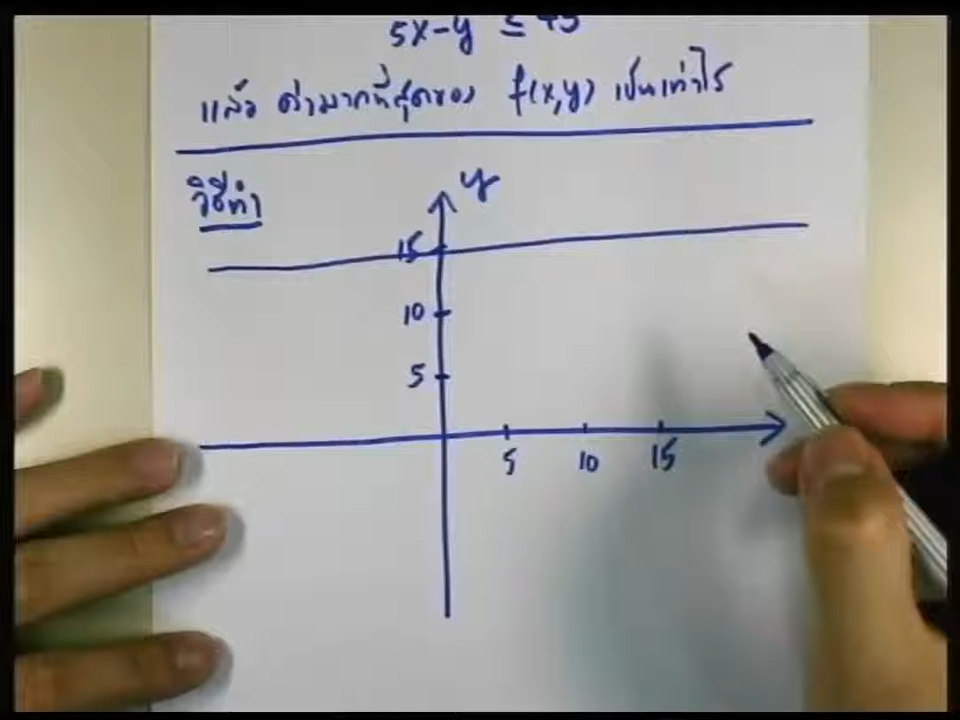 5x-y ≤ 45
แล้ว ค่ามากที่สุดของ f(x,y) เป็นเท่าไร
วิธีทำ
y
15
10
5
5 10 15